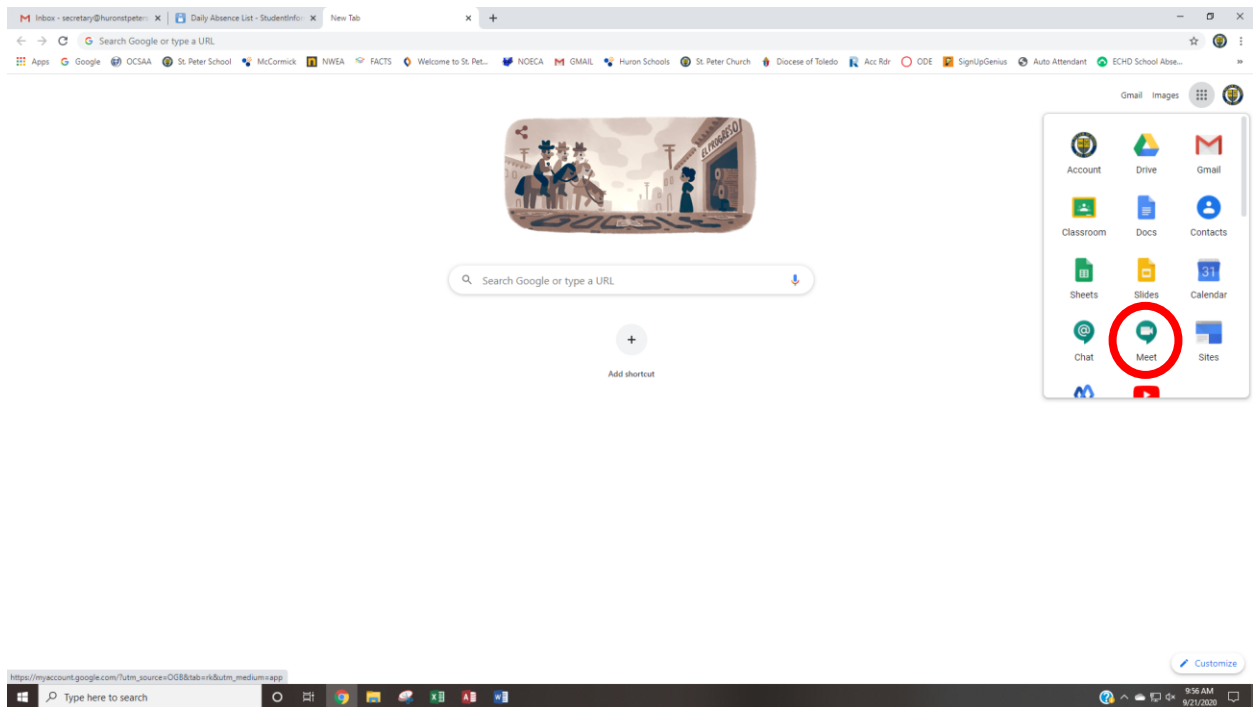 Inbox - secretary@huronstpeters
Daily Absence List - StudentInfor
New Tab
Search Google or type a URL
Apps Google OCSAA St. Peter School McCormick NWEA FACTS Welcome to St. Pet... NOECA GMAIL Huron Schools St. Peter Church Diocese of Toledo Acc Rdr ODE SignUpGenius Auto Attendant ECHD School Abse... »
Gmail Images
EL PROGRESO
GOOGLE
Search Google or type a URL
Add shortcut
Account Drive Gmail
Classroom Docs Contacts
31
Sheets Slides Calendar
Chat Meet Sites
Customize
https://myaccount.google.com/?utm_source=OGB&tab=rk&utm_medium=app
Type here to search
9:56 AM
9/21/2020